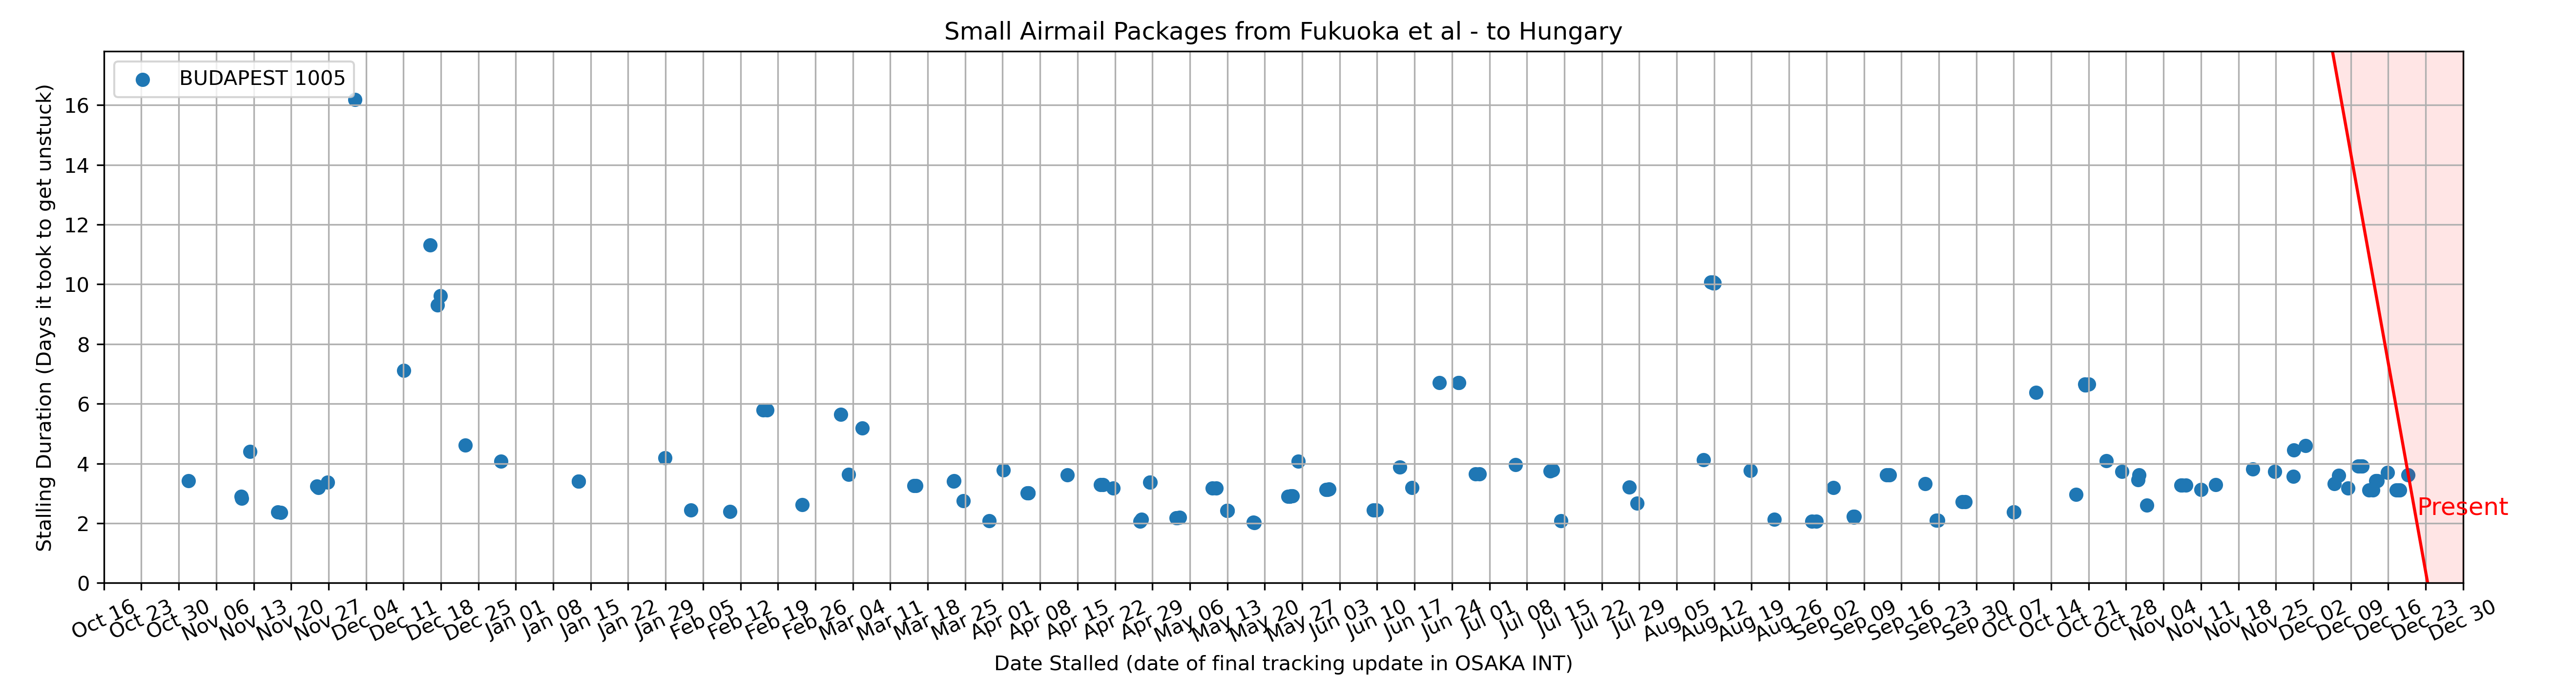 Small Airmail Packages from Fukuoka et al - to Hungary
BUDAPEST 1005
Stalling Duration (Days it took to get unstuck)
16
14
12
10
8
6
4
2
0
Present
Oct 16
Oct 23
Oct 30
Nov 06
Nov 13
Nov 20
Nov 27
Dec 04
Dec 11
Dec 18
Dec 25
Jan 01
Jan 08
Jan 15
Jan 22
Jan 29
Feb 05
Feb 12
Feb 19
Feb 26
Mar 04
Mar 11
Mar 18
Mar 25
Apr 01
Apr 08
Apr 15
Apr 22
Apr 29
May 06
May 13
May 20
May 27
Jun 03
Jun 10
Jun 17
Jun 24
Jul 01
Jul 08
Jul 15
Jul 22
Jul 29
Aug 05
Aug 12
Aug 19
Aug 26
Sep 02
Sep 09
Sep 16
Sep 23
Sep 30
Oct 07
Oct 14
Oct 21
Oct 28
Nov 04
Nov 11
Nov 18
Nov 25
Dec 02
Dec 09
Dec 16
Dec 23
Dec 30
Date Stalled (date of final tracking update in OSAKA INT)